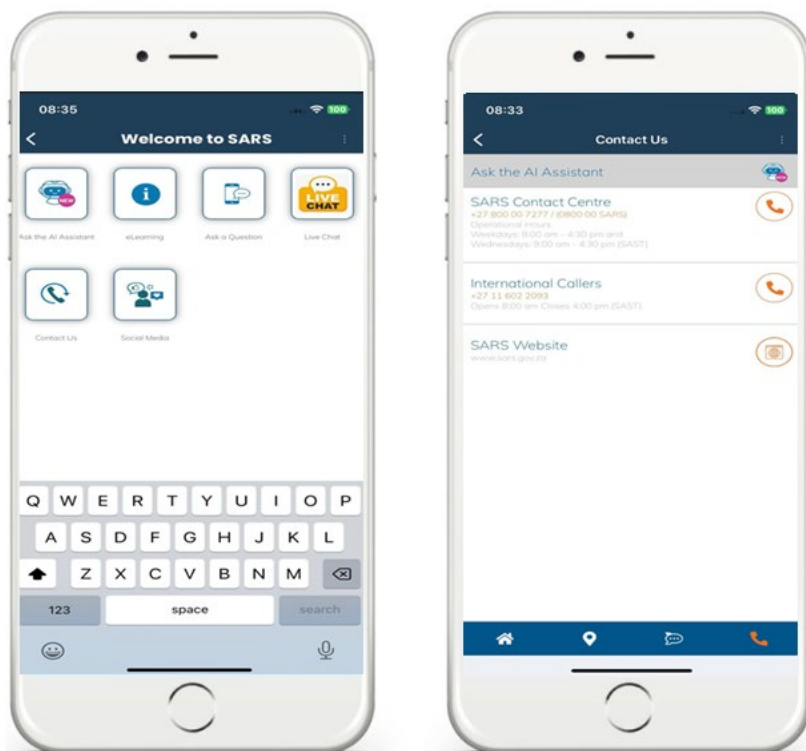 08:35
100
Welcome to SARS
NEW
LIVE
CHAT
Ask the AI Assistant
eLearning
Ask a Question
Live Chat
Contact Us
Social Media
Q W E R T Y U I O P
A S D F G H J K L
Z X C V B N M
123 space search
08:33
100
Contact Us
Ask the AI Assistant
NEW
SARS Contact Centre
+27 800 00 7277 / (0800 00 SARS)
Operational Hours
Weekdays: 8:00 am - 4:30 pm and
Wednesdays: 9:00 am - 4:30 pm (SAST)
International Callers
+27 11 602 2093
Opens 8:00 am Closes 4:00 pm (SAST)
SARS Website
www.sars.gov.za